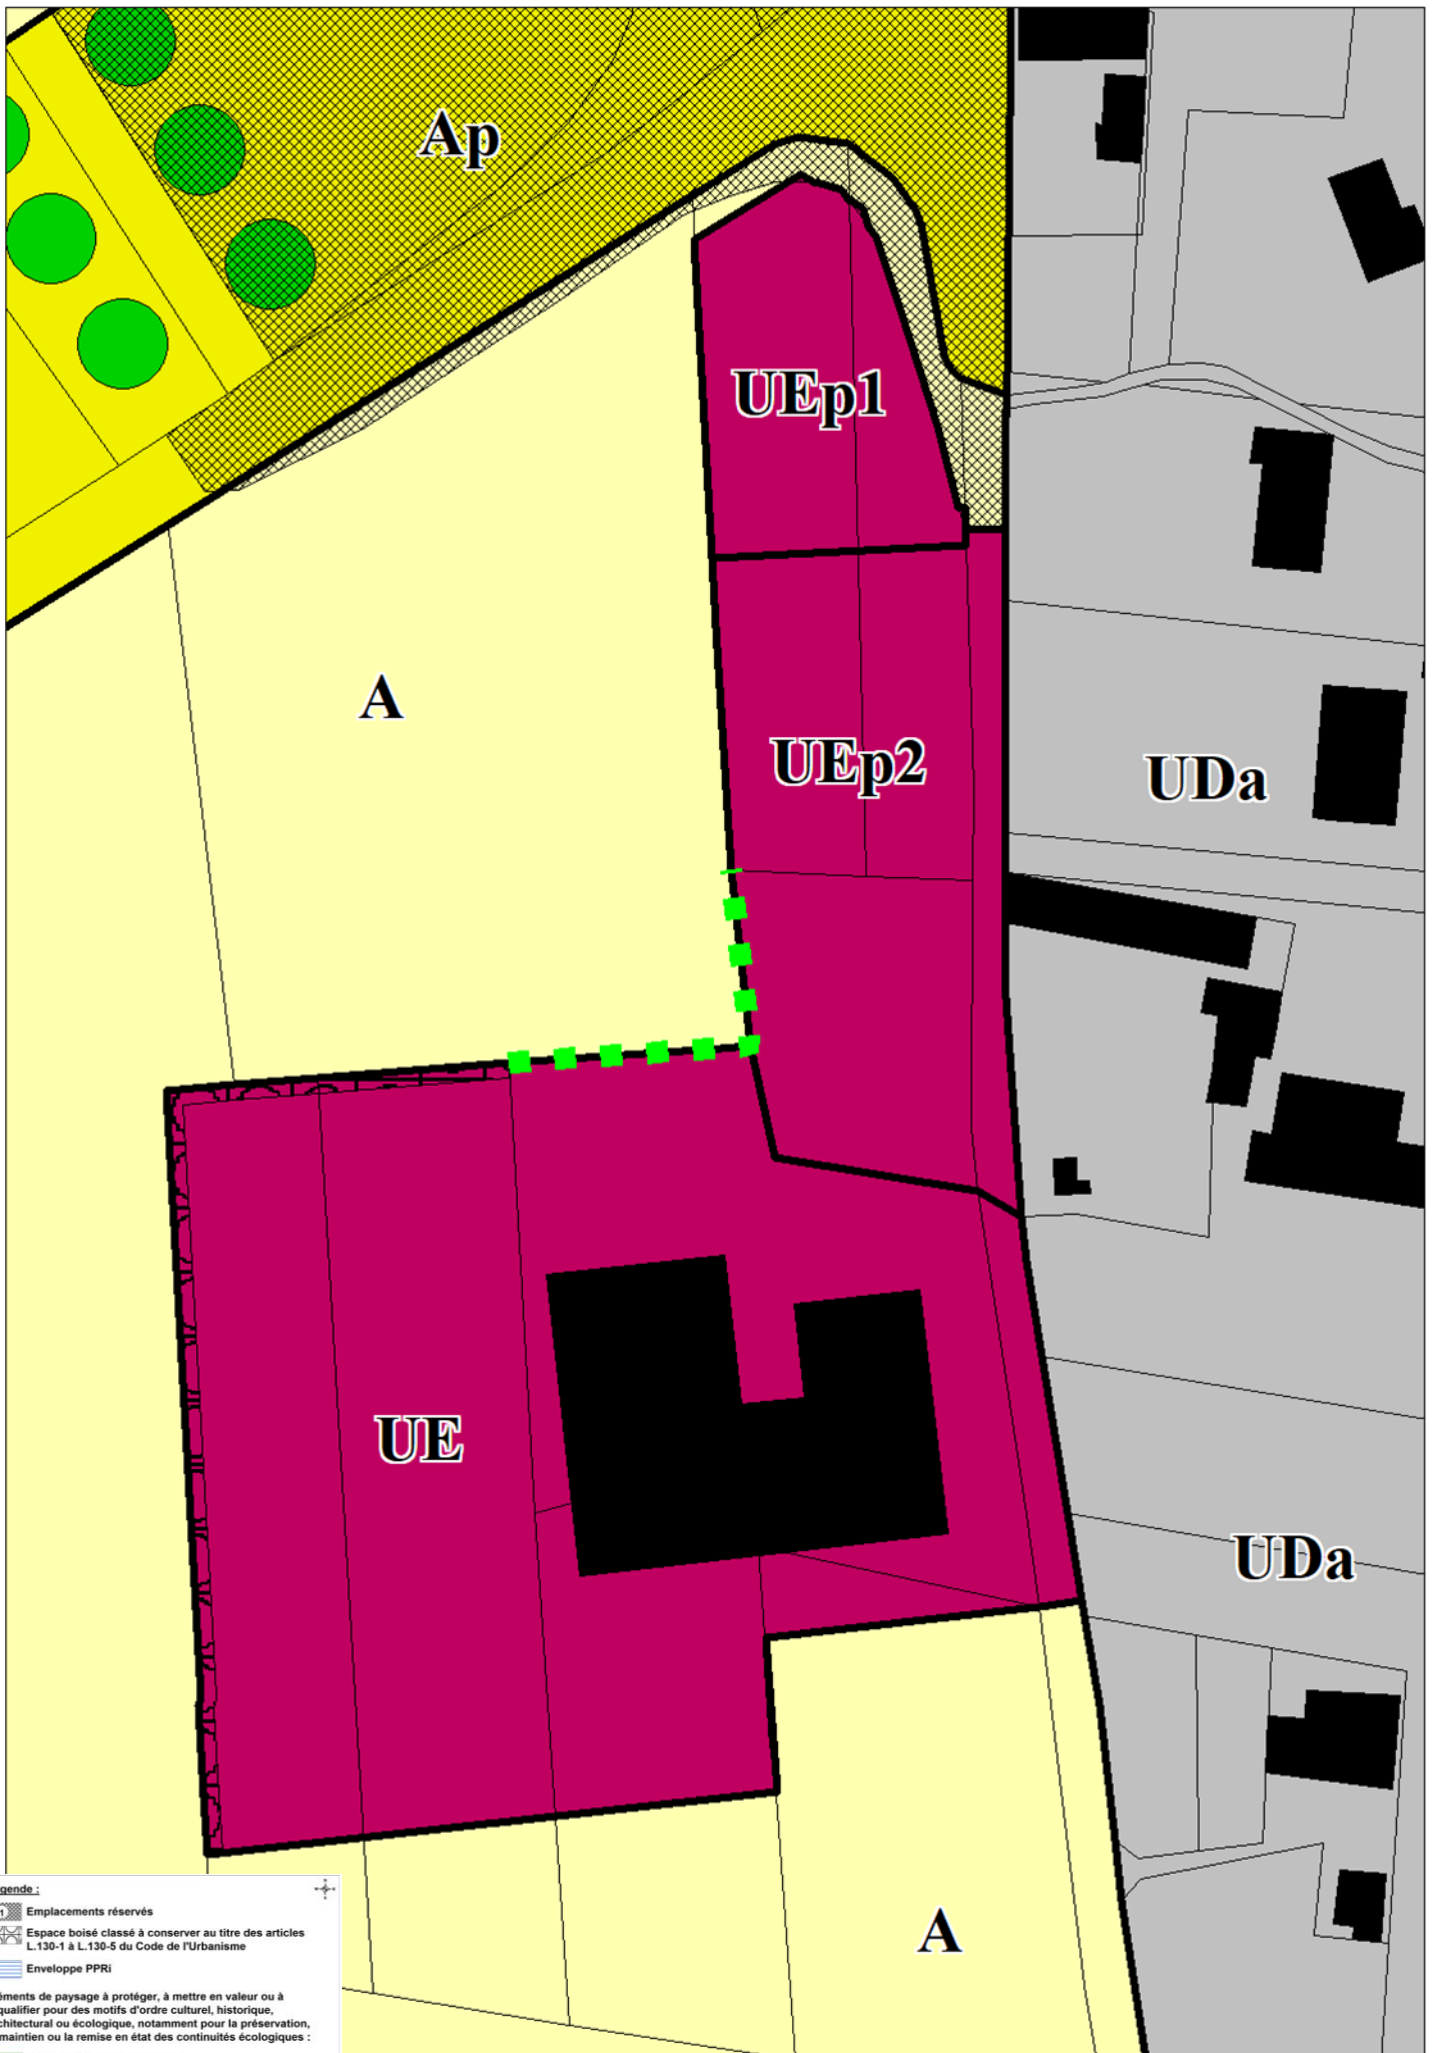 Ap
UEp1
A
UEp2
UDa
UE
UDa
A
gende :
1
Emplacements réservés
Espace boisé classé à conserver au titre des articles
L.130-1 à L.130-5 du Code de l'Urbanisme
Enveloppe PPRi
éments de paysage à protéger, à mettre en valeur ou à
qualifier pour des motifs d'ordre culturel, historique,
chitectural ou écologique, notamment pour la préservation,
maintien ou la remise en état des continuités écologiques :